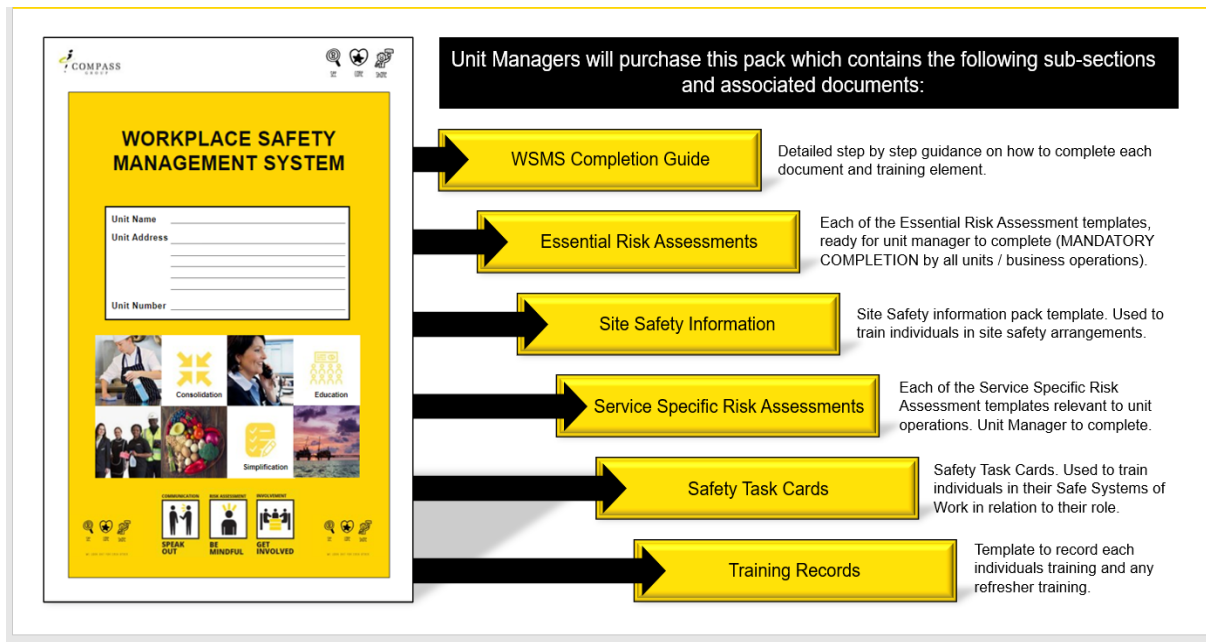 COMPASS
GROUP
WORKPLACE SAFETY
MANAGEMENT SYSTEM
Unit Name
Unit Address
Unit Number
Consolidation
Education
Simplification
COMMUNICATION
RISK ASSESSMENT
INVOLVEMENT
SPEAK
OUT
BE
MINDFUL
GET
INVOLVED
Unit Managers will purchase this pack which contains the following sub-sections
and associated documents:
WSMS Completion Guide
Detailed step by step guidance on how to complete each
document and training element.
Essential Risk Assessments
Each of the Essential Risk Assessment templates,
ready for unit manager to complete (MANDATORY
COMPLETION by all units / business operations).
Site Safety Information
Site Safety information pack template. Used to
train individuals in site safety arrangements.
Service Specific Risk Assessments
Each of the Service Specific Risk
Assessment templates relevant to unit
operations. Unit Manager to complete.
Safety Task Cards
Safety Task Cards. Used to train
individuals in their Safe Systems of
Work in relation to their role.
Training Records
Template to record each
individuals training and any
refresher training.